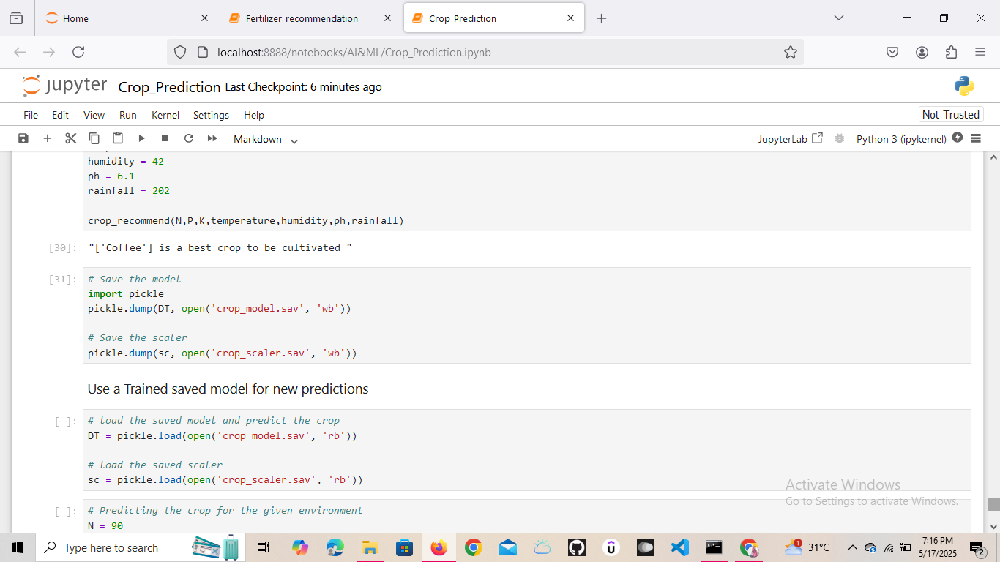 Home
Fertilizer_recommendation
Crop_Prediction
localhost:8888/notebooks/AI&ML/Crop_Prediction.ipynb
jupyter Crop_Prediction Last Checkpoint: 6 minutes ago
File Edit View Run Kernel Settings Help
Not Trusted
Markdown
JupyterLab
Python 3 (ipykernel)
humidity = 42
ph = 6.1
rainfall = 202
crop_recommend(N,P,K,temperature,humidity,ph,rainfall)
[30]: "['Coffee'] is a best crop to be cultivated "
[31]: # Save the model
import pickle
pickle.dump(DT, open('crop_model.sav', 'wb'))
# Save the scaler
pickle.dump(sc, open('crop_scaler.sav', 'wb'))
Use a Trained saved model for new predictions
[ ]: # load the saved model and predict the crop
DT = pickle.load(open('crop_model.sav', 'rb'))
# load the saved scaler
sc = pickle.load(open('crop_scaler.sav', 'rb'))
Activate Windows
Go to Settings to activate Windows.
[ ]: # Predicting the crop for the given environment
N = 90
Type here to search
1
31°C
7:16 PM
5/17/2025
2